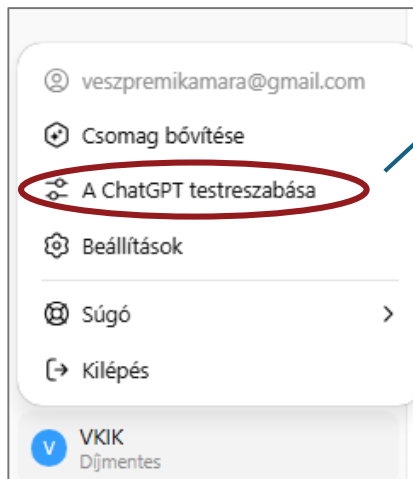 veszpremikamara@gmail.com
Csomag bővítése
A ChatGPT testreszabása
Beállítások
Súgó
Kilépés
V
VKIK
Díjmentes